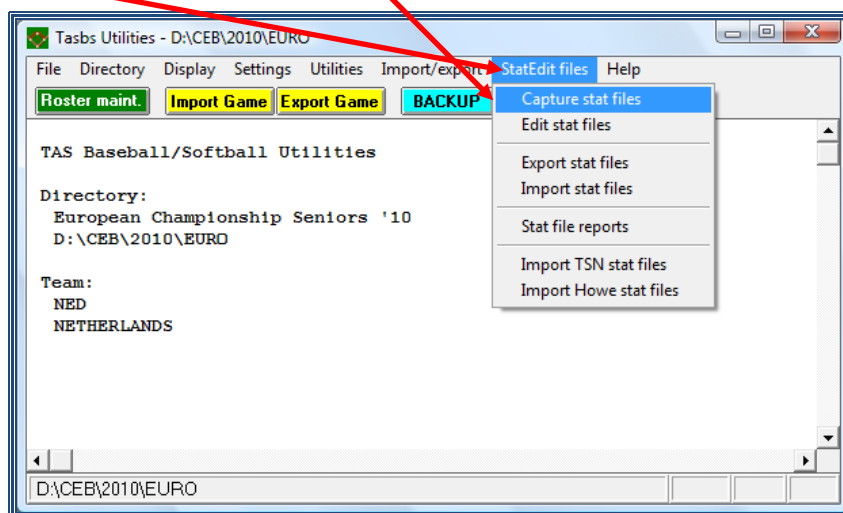 Tasbs Utilities - D:\CEB\2010\EURO
File Directory Display Settings Utilities Import/export StatEdit files Help
Roster maint. Import Game Export Game BACKUP
Capture stat files
Edit stat files
Export stat files
Import stat files
Stat file reports
Import TSN stat files
Import Howe stat files
TAS Baseball/Softball Utilities
Directory:
European Championship Seniors '10
D:\CEB\2010\EURO
Team:
NED
NETHERLANDS
D:\CEB\2010\EURO